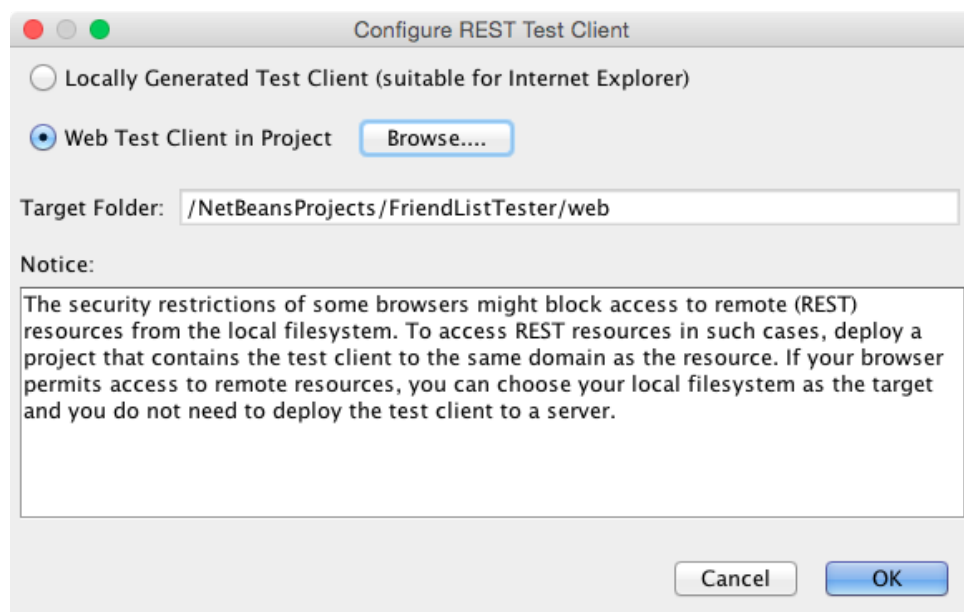 Configure REST Test Client
Locally Generated Test Client (suitable for Internet Explorer)
Web Test Client in Project
Browse....
Target Folder: /NetBeansProjects/FriendListTester/web
Notice:
The security restrictions of some browsers might block access to remote (REST)
resources from the local filesystem. To access REST resources in such cases, deploy a
project that contains the test client to the same domain as the resource. If your browser
permits access to remote resources, you can choose your local filesystem as the target
and you do not need to deploy the test client to a server.
Cancel
OK